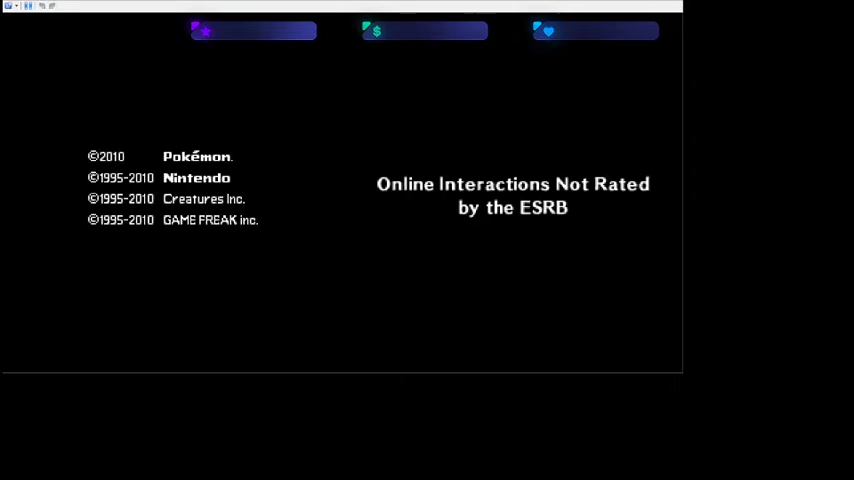 ©2010 Pokémon.
©1995-2010 Nintendo
©1995-2010 Creatures Inc.
©1995-2010 GAME FREAK inc.
Online Interactions Not Rated
by the ESRB